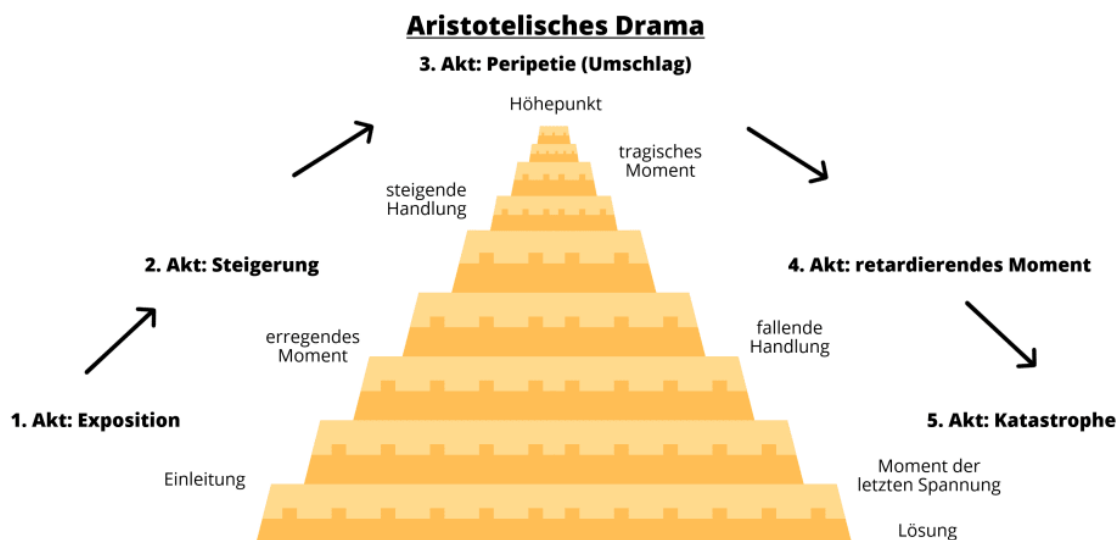 Aristotelisches Drama
3. Akt: Peripetie (Umschlag)
Höhepunkt
tragisches
Moment
steigende
Handlung
2. Akt: Steigerung
4. Akt: retardierendes Moment
erregendes
Moment
fallende
Handlung
1. Akt: Exposition
5. Akt: Katastrophe
Einleitung
Moment der
letzten Spannung
Lösung